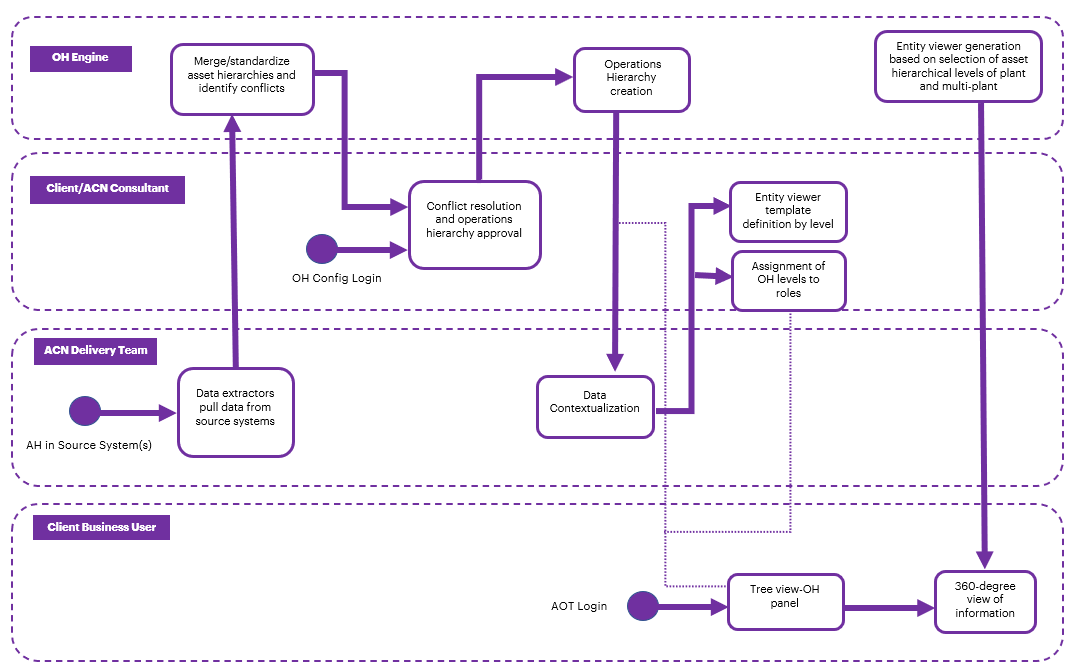 OH Engine
Merge/standardize
asset hierarchies and
identify conflicts
Operations
Hierarchy
creation
Entity viewer generation
based on selection of asset
hierarchical levels of plant
and multi-plant
Client/ACN Consultant
Conflict resolution
and operations
hierarchy approval
OH Config Login
Entity viewer
template
definition by level
Assignment of
OH levels to
roles
ACN Delivery Team
Data extractors
pull data from
source systems
AH in Source System(s)
Data
Contextualization
Client Business User
AOT Login
Tree view-OH
panel
360-degree
view of
information